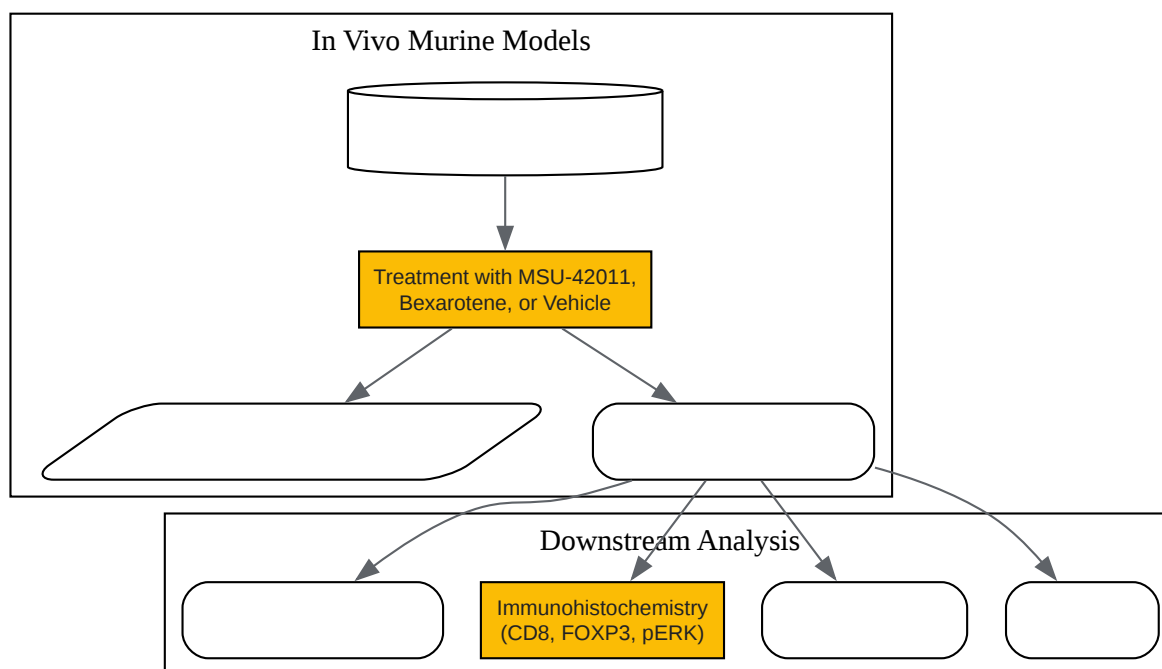 In Vivo Murine Models
Treatment with MSU-42011,
Bexarotene, or Vehicle
Downstream Analysis
Immunohistochemistry
(CD8, FOXP3, pERK)